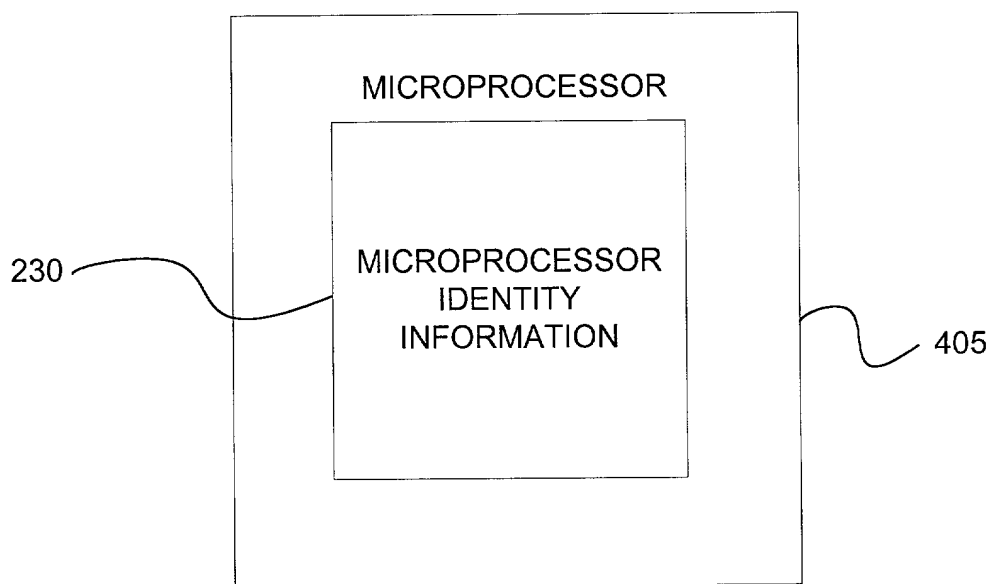 MICROPROCESSOR
230
MICROPROCESSOR
IDENTITY
INFORMATION
405